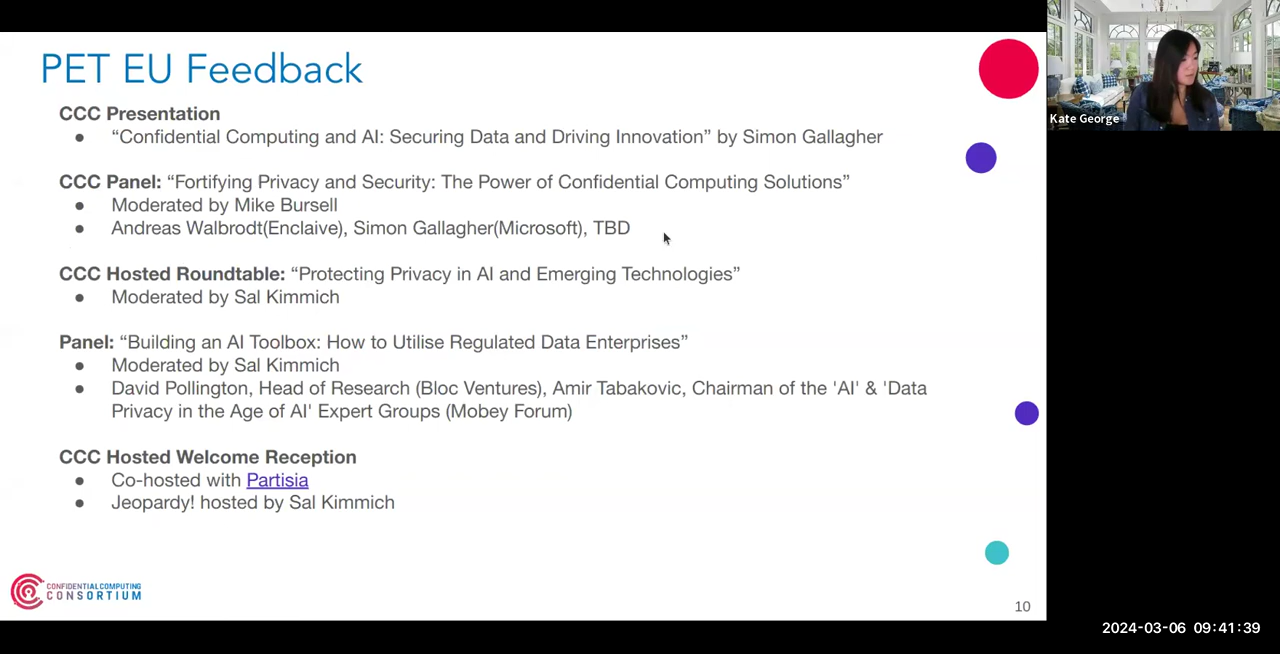 PET EU Feedback
CCC Presentation
● “Confidential Computing and AI: Securing Data and Driving Innovation” by Simon Gallagher
CCC Panel: “Fortifying Privacy and Security: The Power of Confidential Computing Solutions”
● Moderated by Mike Bursell
● Andreas Walbrodt(Enclaive), Simon Gallagher(Microsoft), TBD
CCC Hosted Roundtable: “Protecting Privacy in AI and Emerging Technologies”
● Moderated by Sal Kimmich
Panel: “Building an AI Toolbox: How to Utilise Regulated Data Enterprises”
● Moderated by Sal Kimmich
● David Pollington, Head of Research (Bloc Ventures), Amir Tabakovic, Chairman of the 'AI' & 'Data
Privacy in the Age of AI' Expert Groups (Mobey Forum)
CCC Hosted Welcome Reception
● Co-hosted with Partisia
● Jeopardy! hosted by Sal Kimmich
CONFIDENTIAL COMPUTING
CONSORTIUM
10
Kate George
2024-03-06 09:41:39